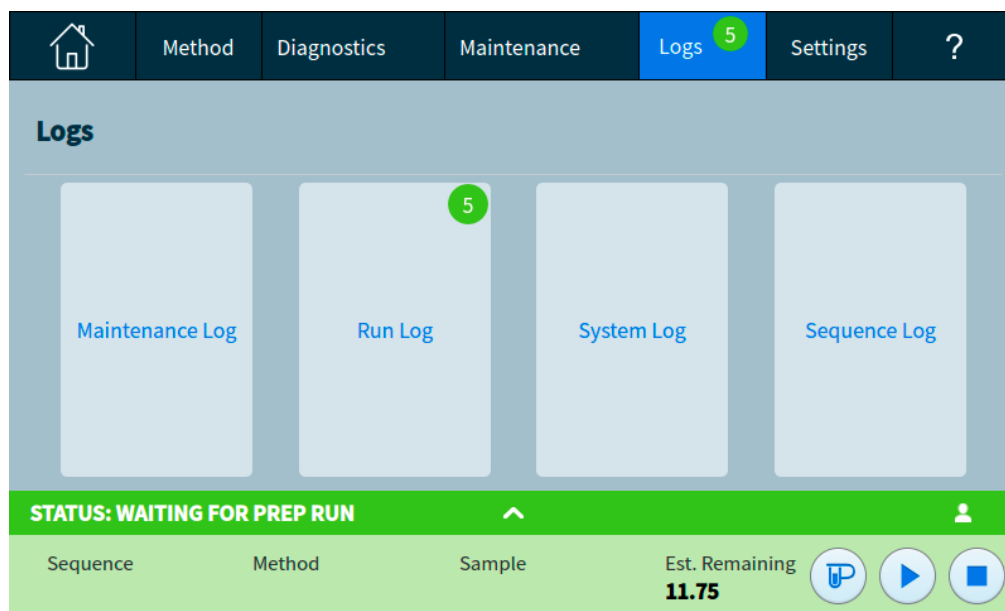 Method Diagnostics Maintenance Logs 5 Settings ?
Logs
5
Maintenance Log Run Log System Log Sequence Log
STATUS: WAITING FOR PREP RUN
Sequence Method Sample Est. Remaining
11.75